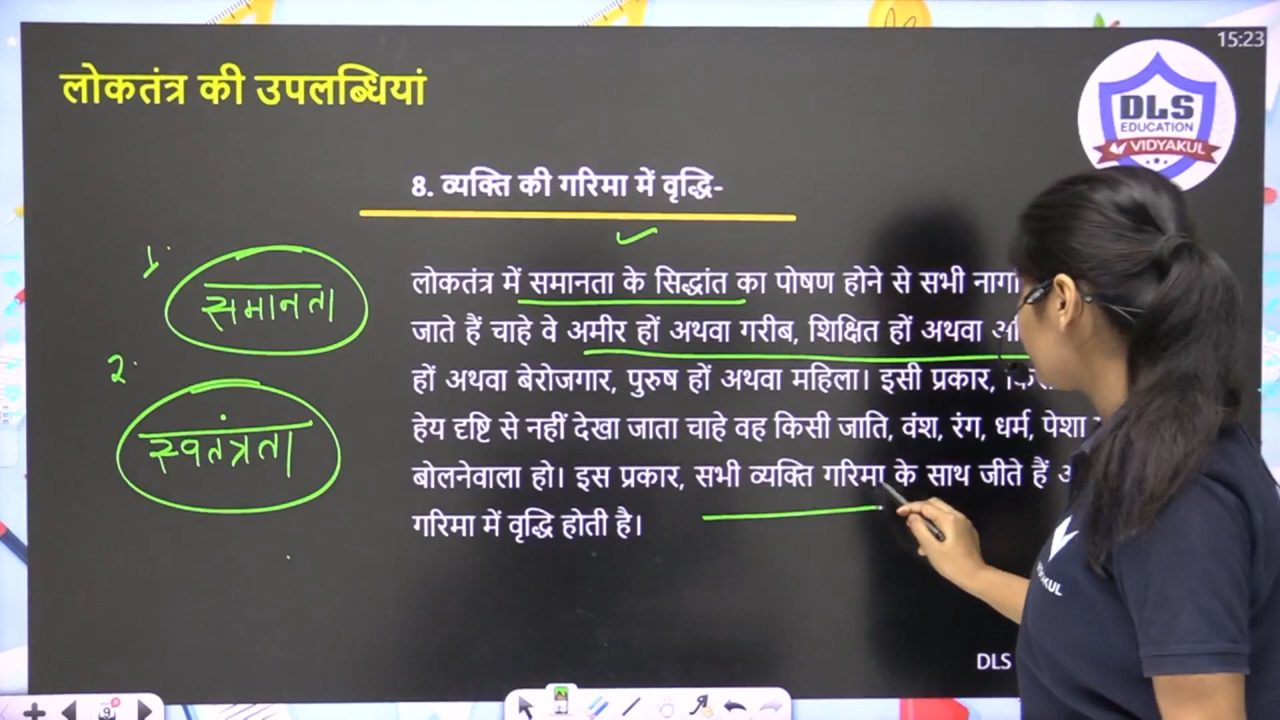 15:23
लोकतंत्र की उपलब्धियां
DLS
EDUCATION
VIDYAKUL
8. व्यक्ति की गरिमा में वृद्धि-
1.
समानता
2.
स्वतंत्रता
लोकतंत्र में समानता के सिद्धांत का पोषण होने से सभी
जाते हैं चाहे वे अमीर हों अथवा गरीब, शिक्षित हों अथवा
हों अथवा बेरोजगार, पुरुष हों अथवा महिला। इसी प्रकार,
हेय दृष्टि से नहीं देखा जाता चाहे वह किसी जाति, वंश, रंग, धर्म, पेशा
बोलनेवाला हो। इस प्रकार, सभी व्यक्ति गरिमा के साथ जीते हैं
गरिमा में वृद्धि होती है।
DLS
9